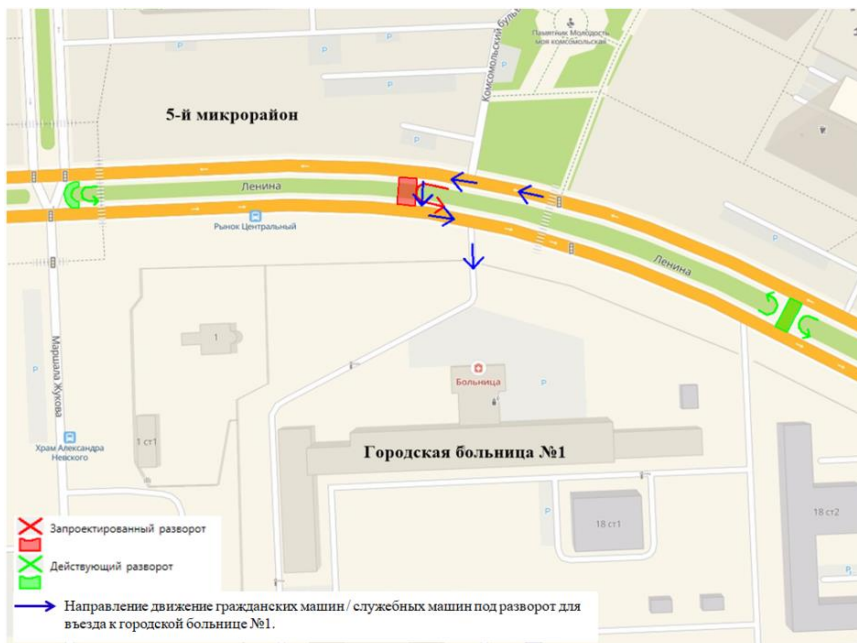 Комсомольский буль
Памятник Молодость
моя комсомольская
P
P
P
P
P
P
P
5-й микрорайон
Ленина
Рынок Центральный
Ленина
Маршала Жукова
P
1
1 ст1
Больница
P
Храм Александра
Невского
Городская больница №1
P
18 ст1
18 ст2
P
Запроектированный разворот
Действующий разворот
Направление движение гражданских машин / служебных машин под разворот для
въезда к городской больнице №1.